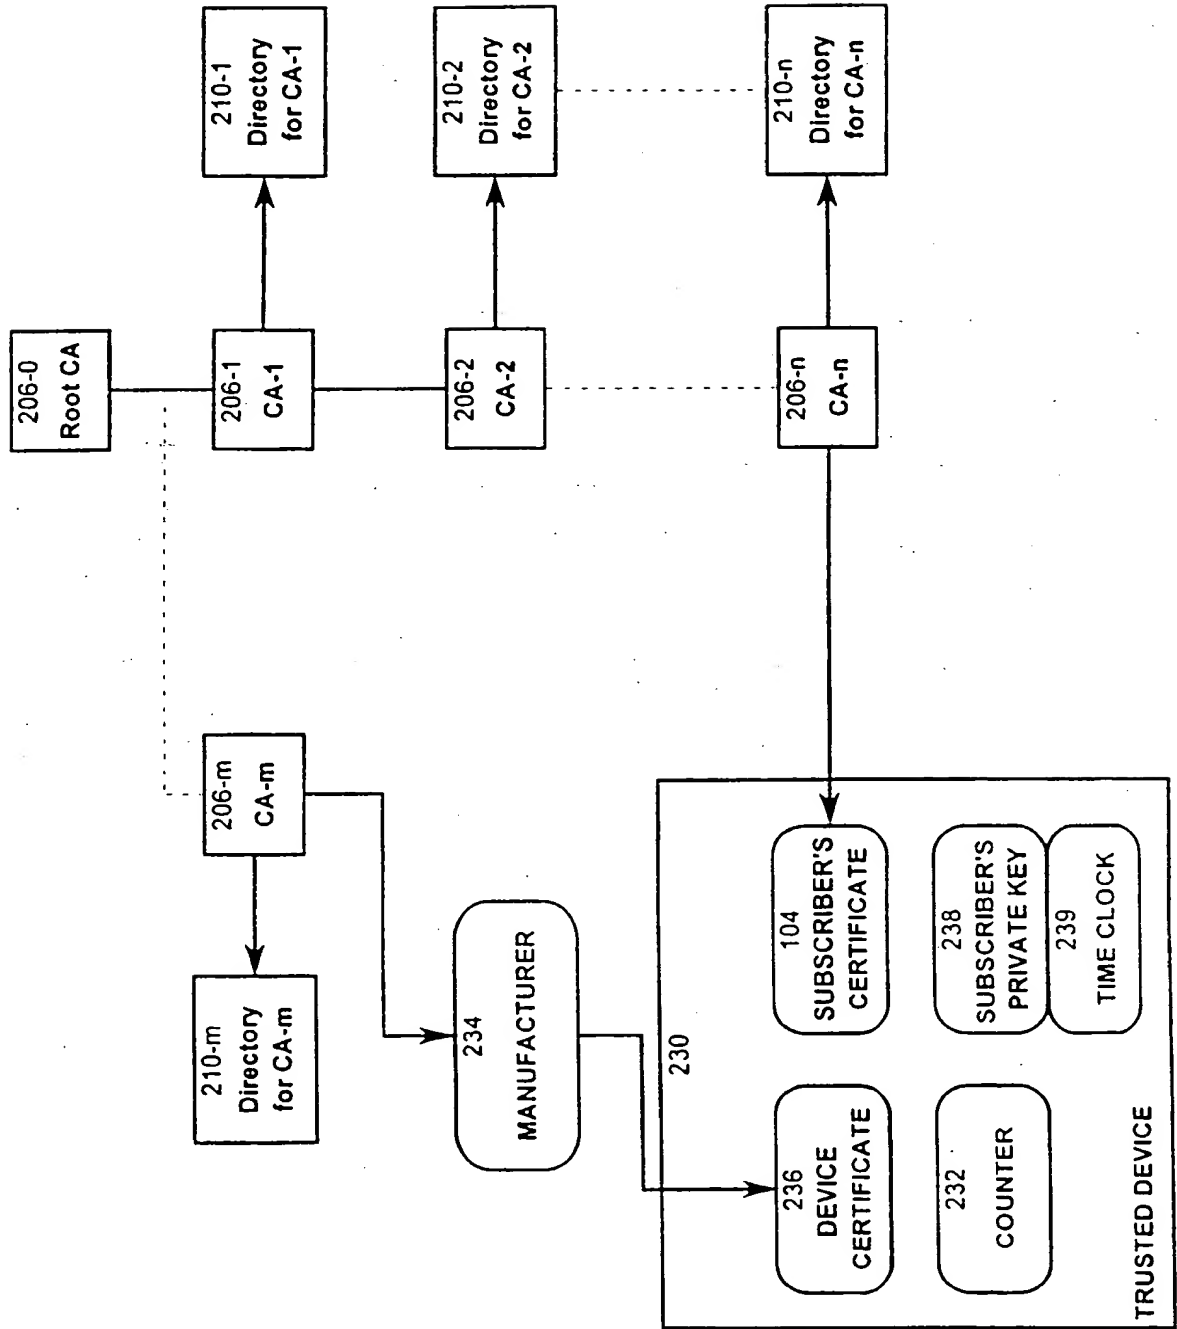 206-0
Root CA
206-1
CA-1
210-1
Directory
for CA-1
206-2
CA-2
210-2
Directory
for CA-2
206-n
CA-n
210-n
Directory
for CA-n
206-m
CA-m
210-m
Directory
for CA-m
234
MANUFACTURER
230
104
SUBSCRIBER'S
CERTIFICATE
238
SUBSCRIBER'S
PRIVATE KEY
239
TIME CLOCK
236
DEVICE
CERTIFICATE
232
COUNTER
TRUSTED DEVICE